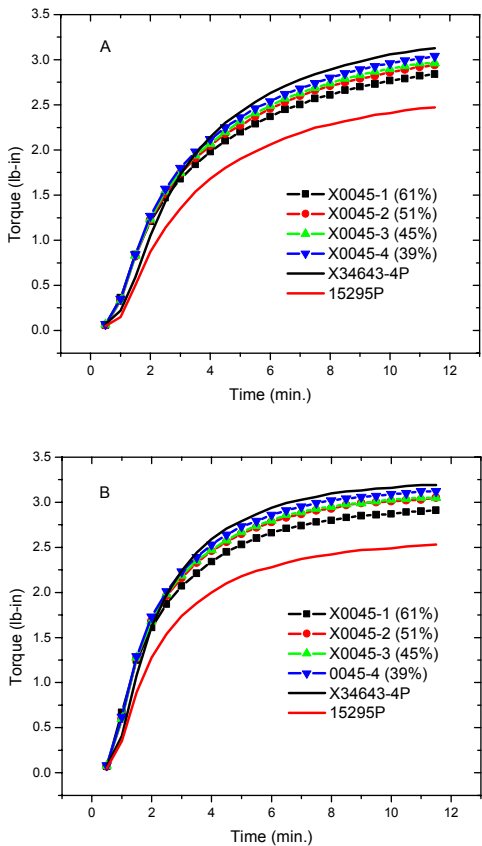 A
3.5
3.0
2.5
2.0
1.5
1.0
0.5
0.0
Torque (lb-in)
X0045-1 (61%)
X0045-2 (51%)
X0045-3 (45%)
X0045-4 (39%)
X34643-4P
15295P
0 2 4 6 8 10 12
Time (min.)
B
3.5
3.0
2.5
2.0
1.5
1.0
0.5
0.0
Torque (lb-in)
X0045-1 (61%)
X0045-2 (51%)
X0045-3 (45%)
0045-4 (39%)
X34643-4P
15295P
0 2 4 6 8 10 12
Time (min.)